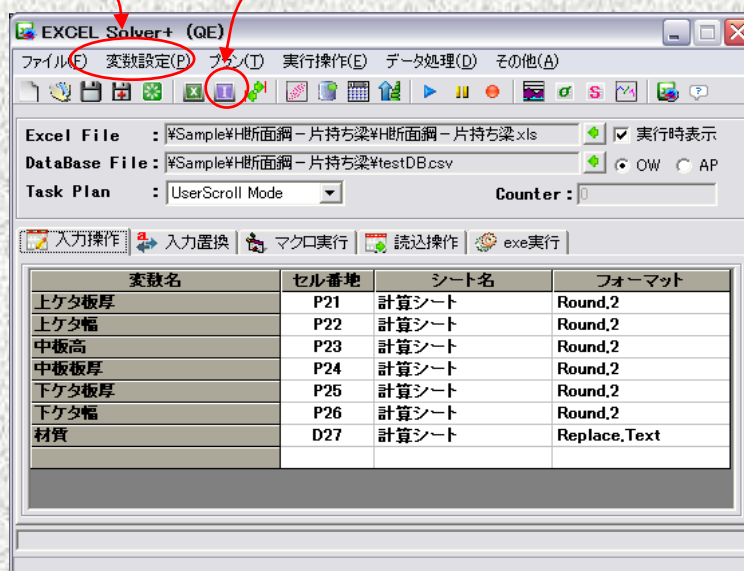 EXCEL Solver+ (QE)
ファイル(F) 変数設定(P) プラン(T) 実行操作(E) データ処理(D) その他(A)
Excel File : ¥Sample¥H断面鋼－片持ち梁¥H断面鋼－片持ち梁.xls 実行時表示
DataBase File : ¥Sample¥H断面鋼－片持ち梁¥testDB.csv OW AP
Task Plan : UserScroll Mode Counter : 0
入力操作 入力置換 マクロ実行 読込操作 exe実行
変数名 セル番地 シート名 フォーマット
上ケタ板厚 P21 計算シート Round,2
上ケタ幅 P22 計算シート Round,2
中板高 P23 計算シート Round,2
中板板厚 P24 計算シート Round,2
下ケタ板厚 P25 計算シート Round,2
下ケタ幅 P26 計算シート Round,2
材質 D27 計算シート Replace,Text